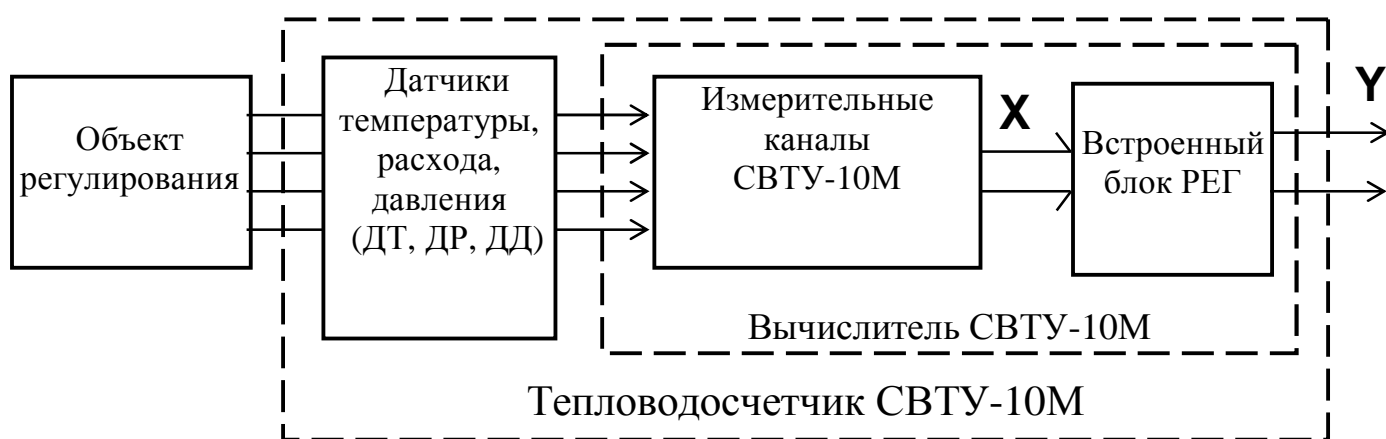 Объект
регулирования
Датчики
температуры,
расхода,
давления
(ДТ, ДР, ДД)
Измерительные
каналы
СВТУ-10М
X
Встроенный
блок РЕГ
Y
Вычислитель СВТУ-10М
Тепловодосчетчик СВТУ-10М